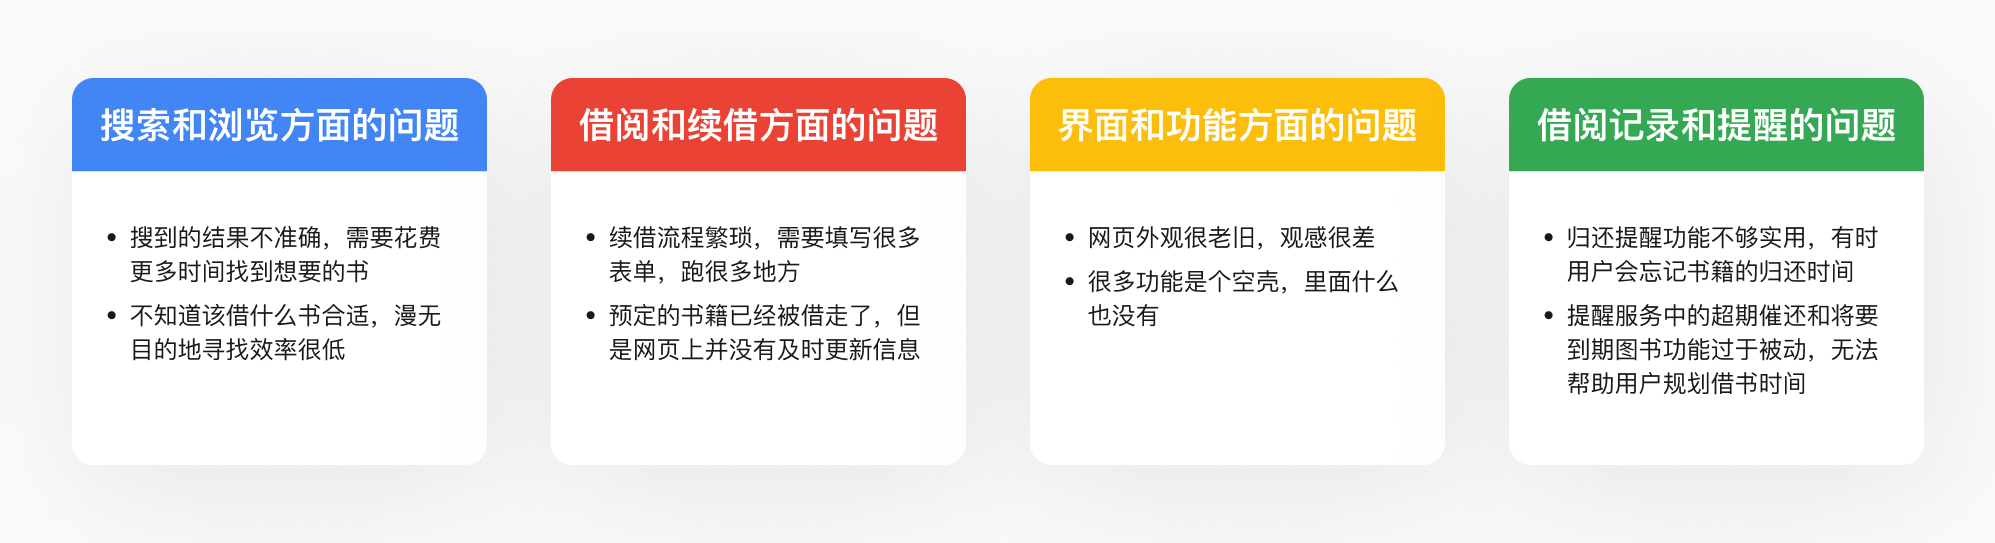 搜索和浏览方面的问题
• 搜到的结果不准确，需要花费
更多时间找到想要的书
• 不知道该借什么书合适，漫无
目的地寻找效率很低
借阅和续借方面的问题
• 续借流程繁琐，需要填写很多
表单，跑很多地方
• 预定的书籍已经被借走了，但
是网页上并没有及时更新信息
界面和功能方面的问题
• 网页外观很老旧，观感很差
• 很多功能是个空壳，里面什么
也没有
借阅记录和提醒的问题
• 归还提醒功能不够实用，有时
用户会忘记书籍的归还时间
• 提醒服务中的超期催还和将要
到期图书功能过于被动，无法
帮助用户规划借书时间